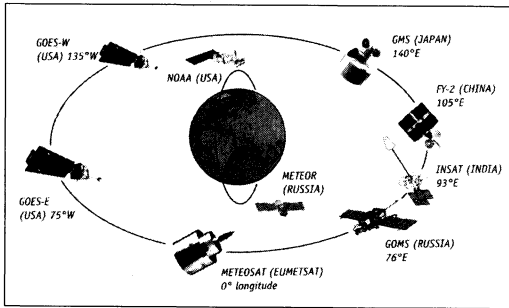 GOES-W
(USA) 135°W
NOAA (USA)
GMS (JAPAN)
140°E
FY-2 (CHINA)
105°E
INSAT (INDIA)
93°E
METEOR
(RUSSIA)
GOES-E
(USA) 75°W
GOMS (RUSSIA)
76°E
METEOSAT (EUMETSAT)
0° longitude